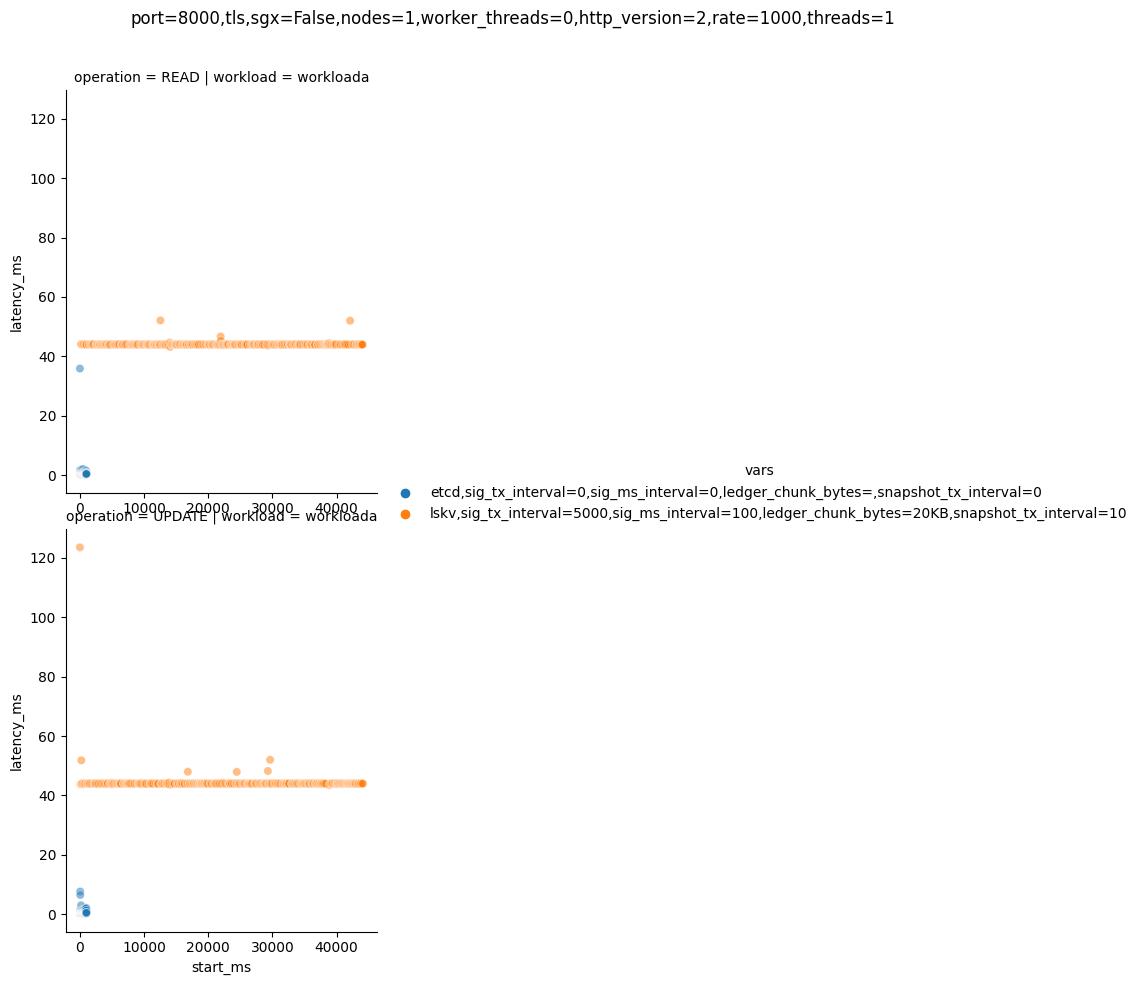 port=8000,tls,sgx=False,nodes=1,worker_threads=0,http_version=2,rate=1000,threads=1
operation = READ | workload = workloada
120
100
80
60
40
20
0
latency_ms
0 10000 20000 30000 40000
vars
etcd,sig_tx_interval=0,sig_ms_interval=0,ledger_chunk_bytes=,snapshot_tx_interval=0
lskv,sig_tx_interval=5000,sig_ms_interval=100,ledger_chunk_bytes=20KB,snapshot_tx_interval=10
operation = UPDATE | workload = workloada
120
100
80
60
40
20
0
latency_ms
0 10000 20000 30000 40000
start_ms